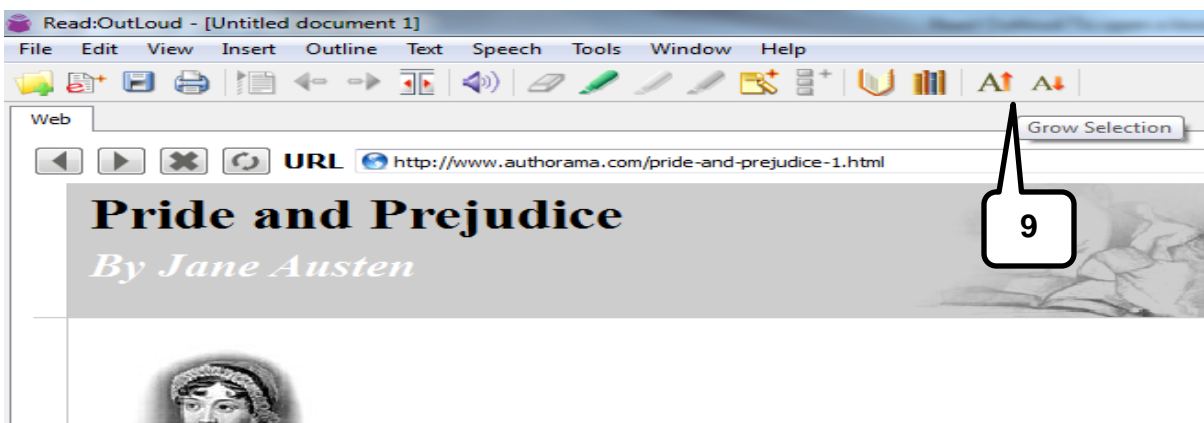 Read:OutLoud - [Untitled document 1]
File Edit View Insert Outline Text Speech Tools Window Help
A A
Grow Selection
Web
URL http://www.authorama.com/pride-and-prejudice-1.html
9
Pride and Prejudice
By Jane Austen